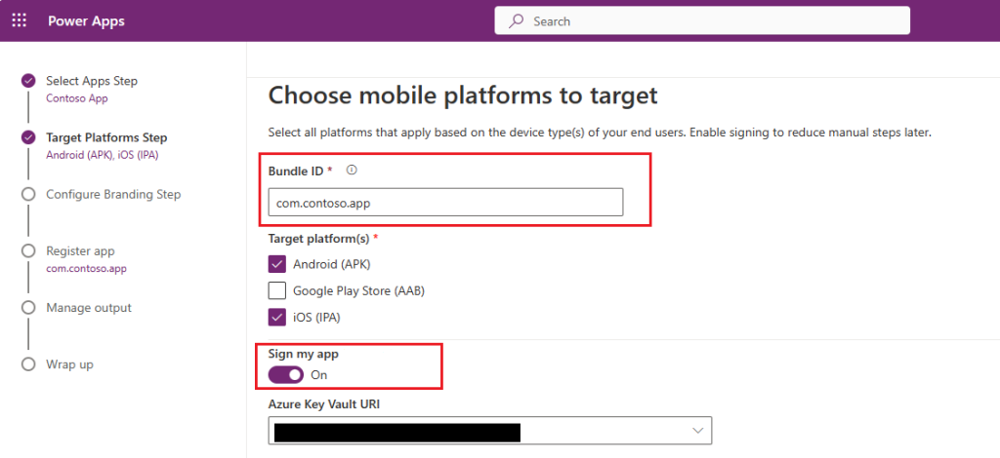 Power Apps
Search
Select Apps Step
Contoso App
Target Platforms Step
Android (APK), iOS (IPA)
Configure Branding Step
Register app
com.contoso.app
Manage output
Wrap up
Choose mobile platforms to target
Select all platforms that apply based on the device type(s) of your end users. Enable signing to reduce manual steps later.
Bundle ID *
com.contoso.app
Target platform(s) *
Android (APK)
Google Play Store (AAB)
iOS (IPA)
Sign my app
On
Azure Key Vault URI